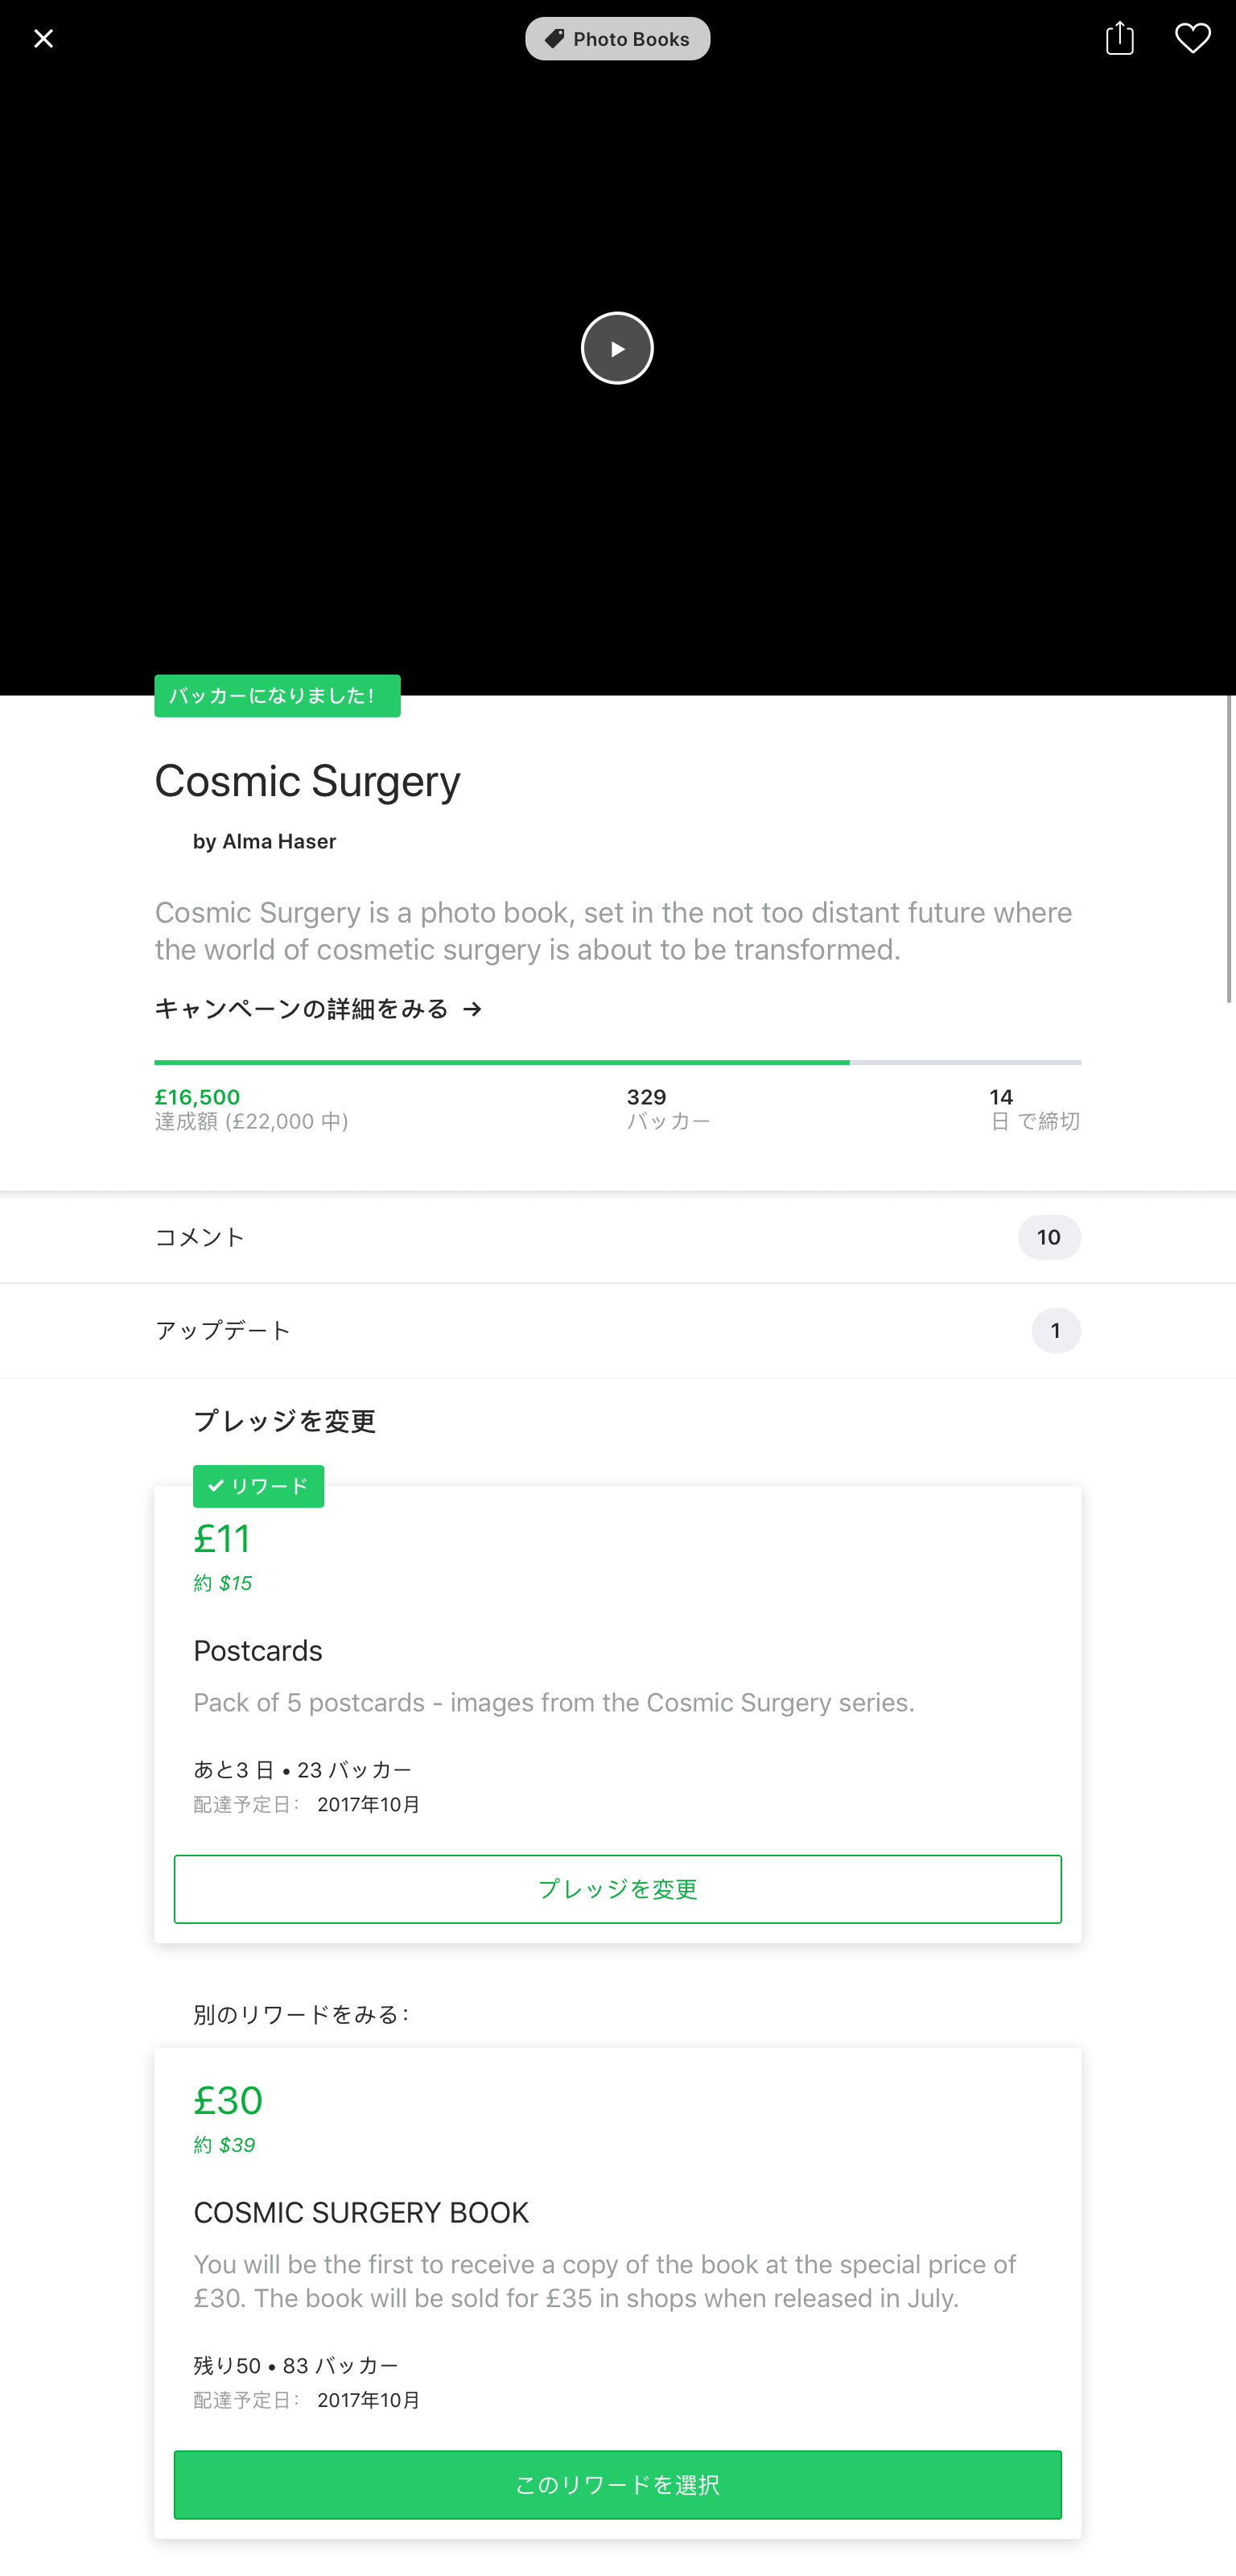 Photo Books
バッカーになりました！
Cosmic Surgery
by Alma Haser
Cosmic Surgery is a photo book, set in the not too distant future where
the world of cosmetic surgery is about to be transformed.
キャンペーンの詳細をみる →
£16,500
達成額 (£22,000 中)
329
バッカー
14
日 で締切
コメント
10
アップデート
1
プレッジを変更
リワード
£11
約 $15
Postcards
Pack of 5 postcards - images from the Cosmic Surgery series.
あと3 日 • 23 バッカー
配達予定日： 2017年10月
プレッジを変更
別のリワードをみる：
£30
約 $39
COSMIC SURGERY BOOK
You will be the first to receive a copy of the book at the special price of
£30. The book will be sold for £35 in shops when released in July.
残り50 • 83 バッカー
配達予定日： 2017年10月
このリワードを選択